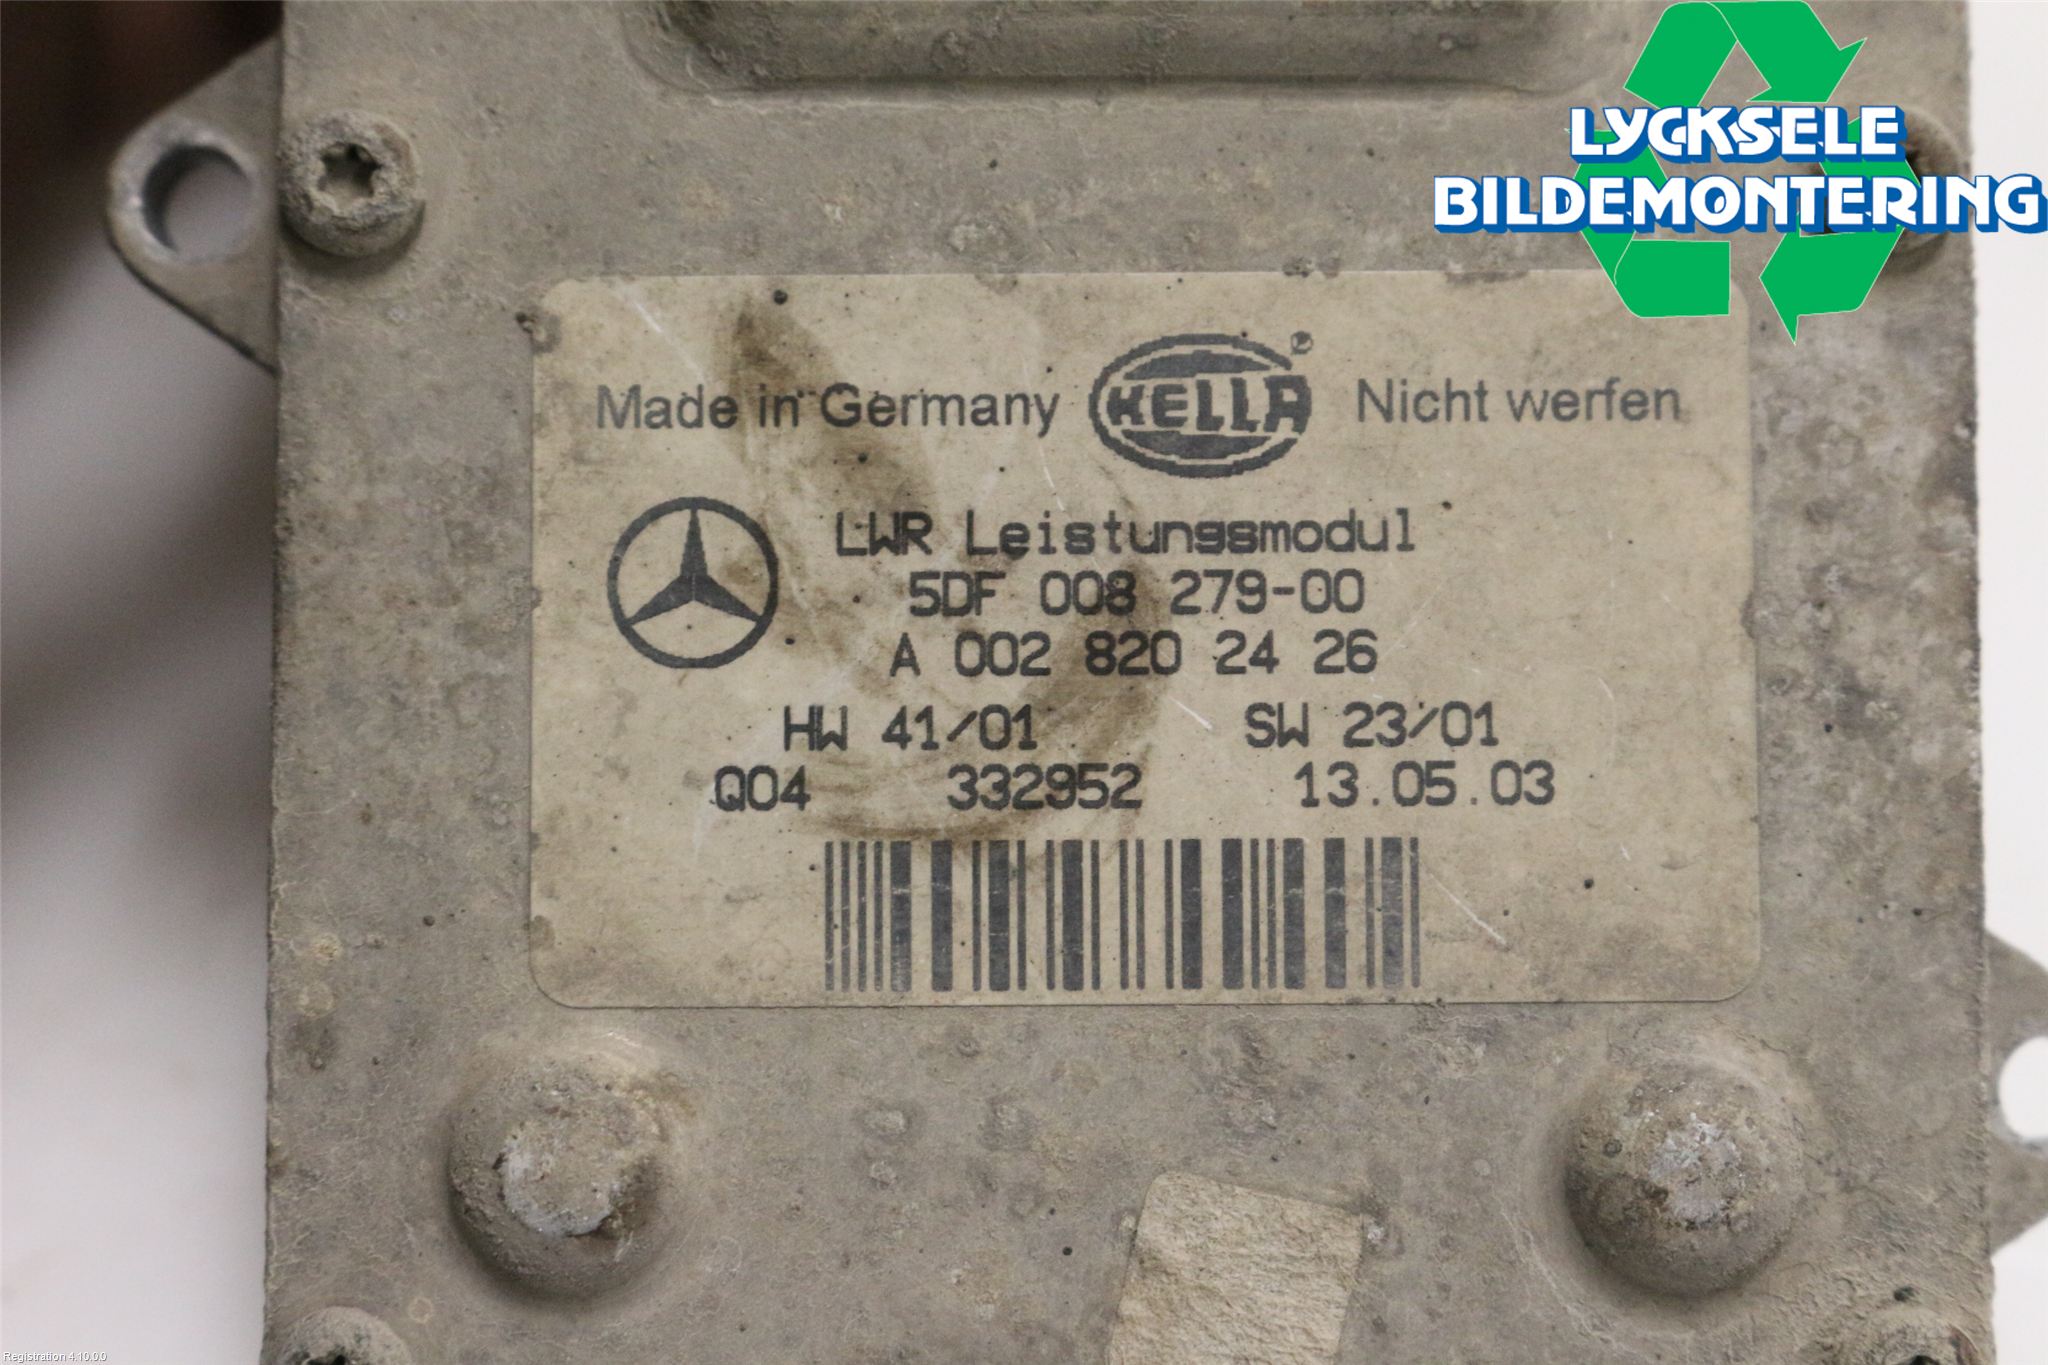 LYCKSELE
BILDEMONTERING
Made in Germany HELLA ® Nicht werfen
LWR Leistungsmodul
5DF 008 279-00
A 002 820 24 26
HW 41/01 SW 23/01
Q04 332952 13.05.03
Registration 4.10.0.0